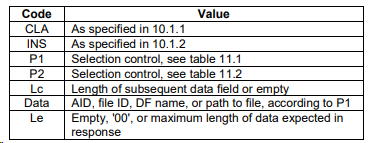 Code Value
CLA As specified in 10.1.1
INS As specified in 10.1.2
P1 Selection control, see table 11.1
P2 Selection control, see table 11.2
Lc Length of subsequent data field or empty
Data AID, file ID, DF name, or path to file, according to P1
Le Empty, '00', or maximum length of data expected in
response